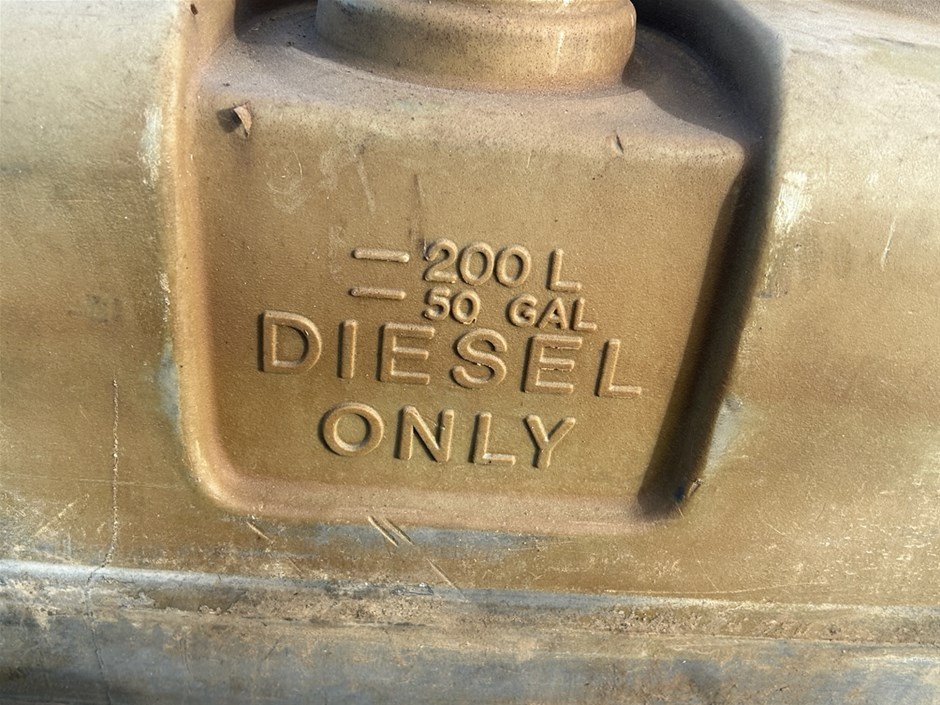 — 200 L
— 50 GAL
DIESEL
ONLY